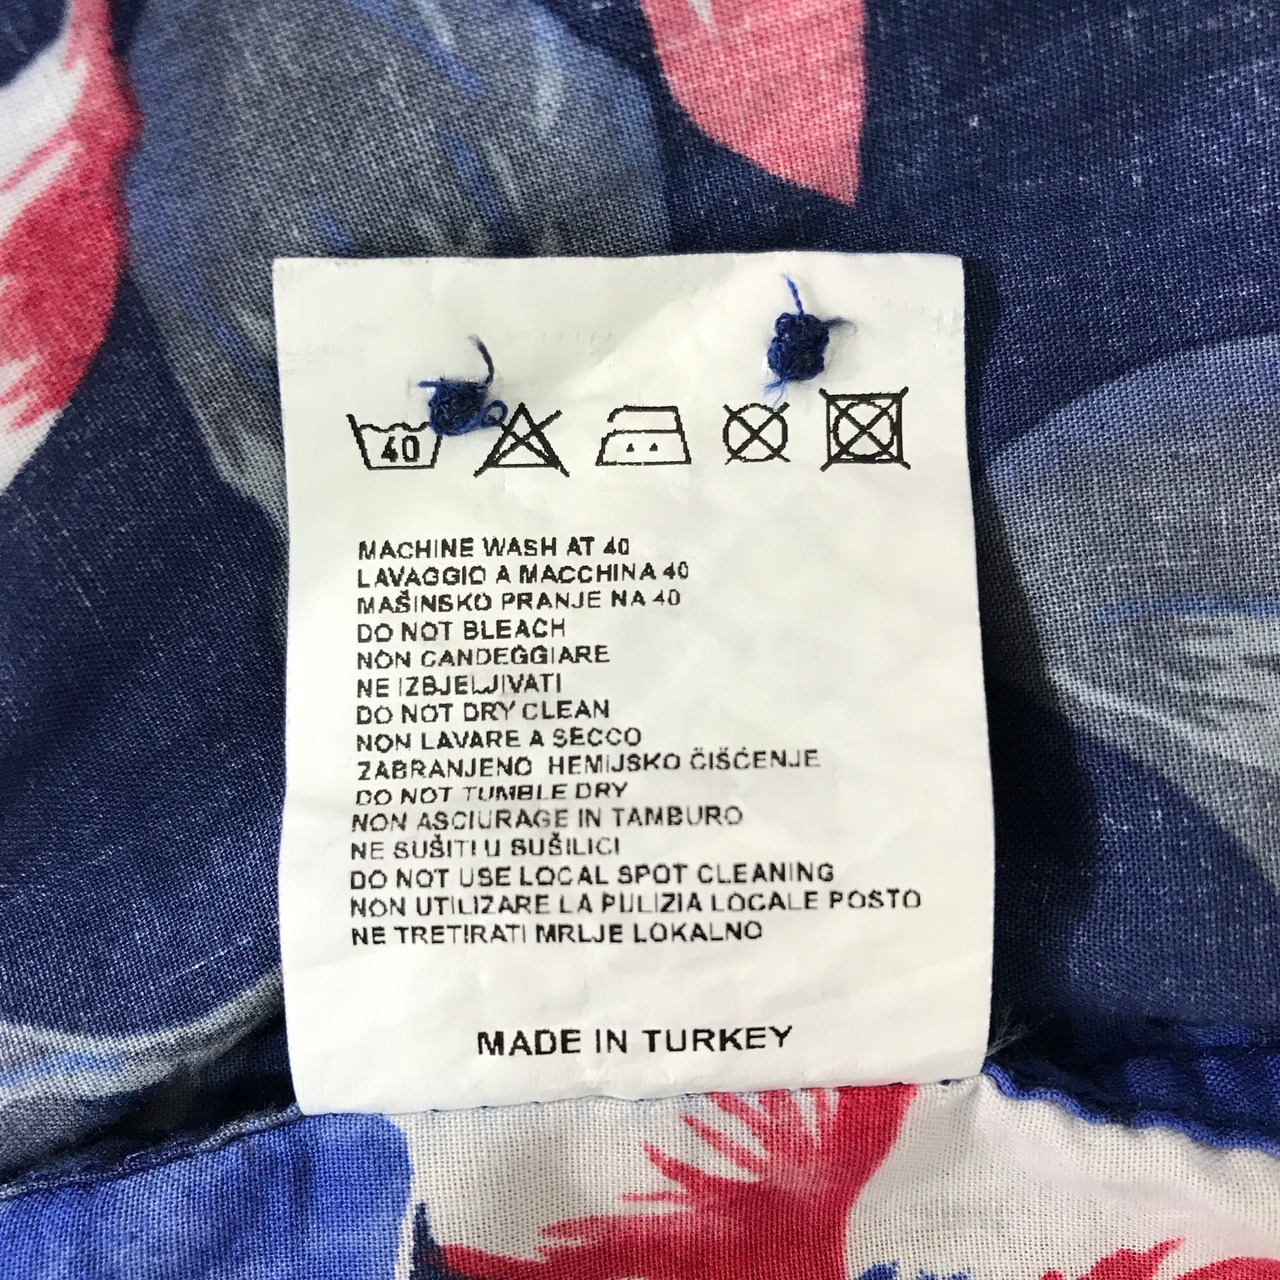 40
MACHINE WASH AT 40
LAVAGGIO A MACCHINA 40
MAŠINSKO PRANJE NA 40
DO NOT BLEACH
NON CANDEGGIARE
NE IZBJELJIVATI
DO NOT DRY CLEAN
NON LAVARE A SECCO
ZABRANJENO HEMIJSKO ČIŠĆENJE
DO NOT TUMBLE DRY
NON ASCIURAGE IN TAMBURO
NE SUŠITI U SUŠILICI
DO NOT USE LOCAL SPOT CLEANING
NON UTILIZARE LA PULIZIA LOCALE POSTO
NE TRETIRATI MRLJE LOKALNO
MADE IN TURKEY